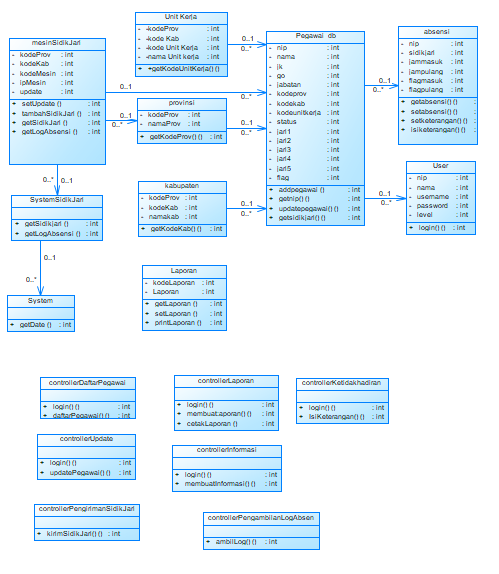 Unit Kerja
- -kodeProv : int
- -kode Kab : int
- -kode Unit Kerja : int
- -nama Unit kerja : int
+ +getKodeUnitKerja() () : int
mesinSidikJari
- kodeProv : int
- kodeKab : int
- kodeMesin : int
- ipMesin : int
- update : int
+ setUpdate () : int
+ tambahSidikJari () : int
+ getSidikJari () : int
+ getLogAbsensi () : int
Pegawai db
- nip : int
- nama : int
- jk : int
- go : int
- jabatan : int
- kodeprov : int
- kodekab : int
- kodeunitkerja : int
- status : int
- jari1 : int
- jari2 : int
- jari3 : int
- jari4 : int
- jari5 : int
- flag : int
+ addpegawai () : int
+ getnip() () : int
+ updatepegawai() () : int
+ getsidikjari() () : int
absensi
- nip : int
- sidikjari : int
- jammasuk : int
- jampulang : int
- flagmasuk : int
- flagpulang : int
+ getabsensi() () : int
+ setabsensi() () : int
+ setketerangan() () : int
+ isiketerangan() () : int
0..1
0..*
0..1
0..*
0..1
0..*
0..1
0..*
provinsi
- kodeProv : int
- namaProv : int
+ getKodeProv() () : int
0..1
0..*
kabupaten
- kodeProv : int
- kodeKab : int
- namakab : int
+ getKodeKab() () : int
0..1
0..*
User
- nip : int
- nama : int
- username : int
- password : int
- level : int
+ login() () : int
0..1
0..*
0..* 0..1
SystemSidikJari
+ getSidikjari () : int
+ getLogAbsensi () : int
0..1
0..*
System
+ getDate () : int
Laporan
- kodeLaporan : int
- Laporan : int
+ getLaporan () : int
+ setLaporan () : int
+ printLaporan () : int
controllerDaftarPegawai
+ login() () : int
+ daftarPegawai() () : int
controllerLaporan
+ login() () : int
+ membuatLaporan () : int
+ cetakLaporan () : int
controllerKetidakhadiran
+ login() () : int
+ IsiKeterangan() () : int
controllerUpdate
+ login() () : int
+ updatePegawai() () : int
controllerInformasi
+ login() () : int
+ membuatInformasi() () : int
controllerPengirimanSidikJari
+ kirimSidikJari() () : int
controllerPengambilanLogAbsen
+ ambilLog() () : int